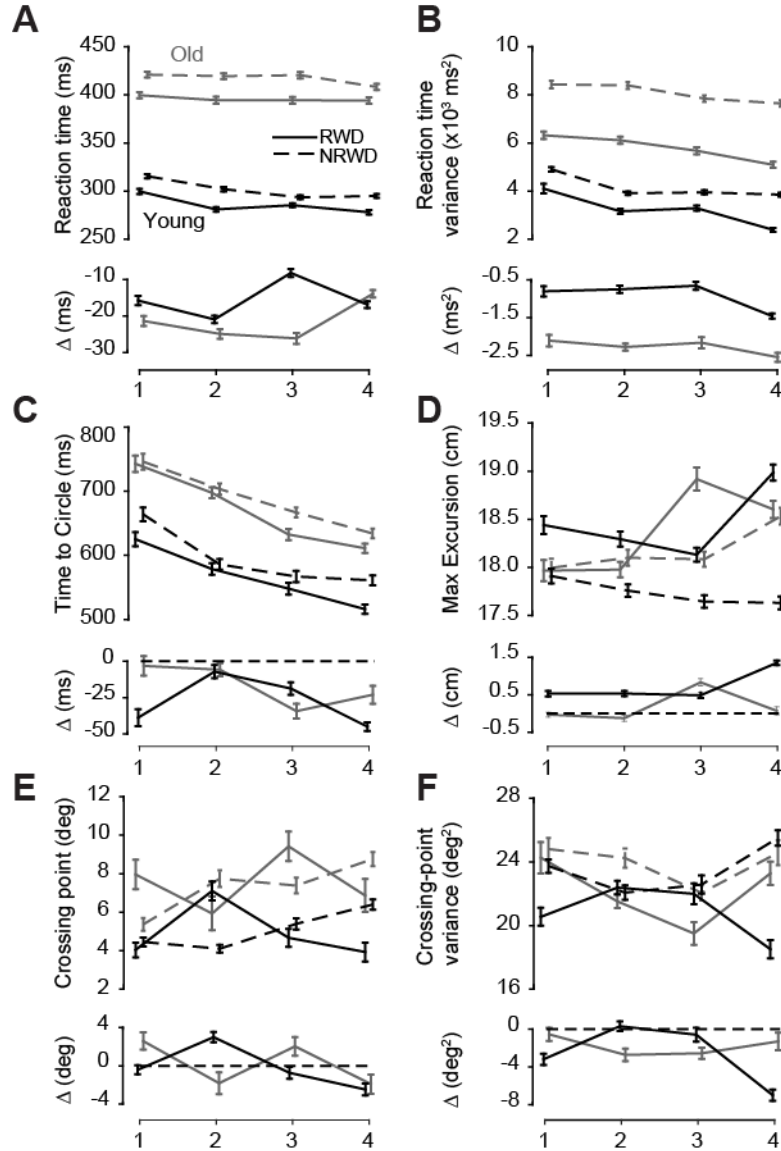 A
Reaction time (ms)
450
400
350
300
250
Old
RWD
NRWD
Young
Δ (ms)
-10
-20
-30
1 2 3 4
B
Reaction time variance (x10³ ms²)
10
8
6
4
2
Δ (ms²)
-0.5
-1.5
-2.5
1 2 3 4
C
Time to Circle (ms)
800
700
600
500
Δ (ms)
0
-25
-50
1 2 3 4
D
Max Excursion (cm)
19.0
18.5
18.0
17.5
Δ (cm)
1.5
0.5
-0.5
1 2 3 4
E
Crossing point (deg)
12
10
8
6
4
2
Δ (deg)
4
0
-4
1 2 3 4
F
Crossing-point variance (deg²)
28
24
20
16
Δ (deg²)
0
-4
-8
1 2 3 4